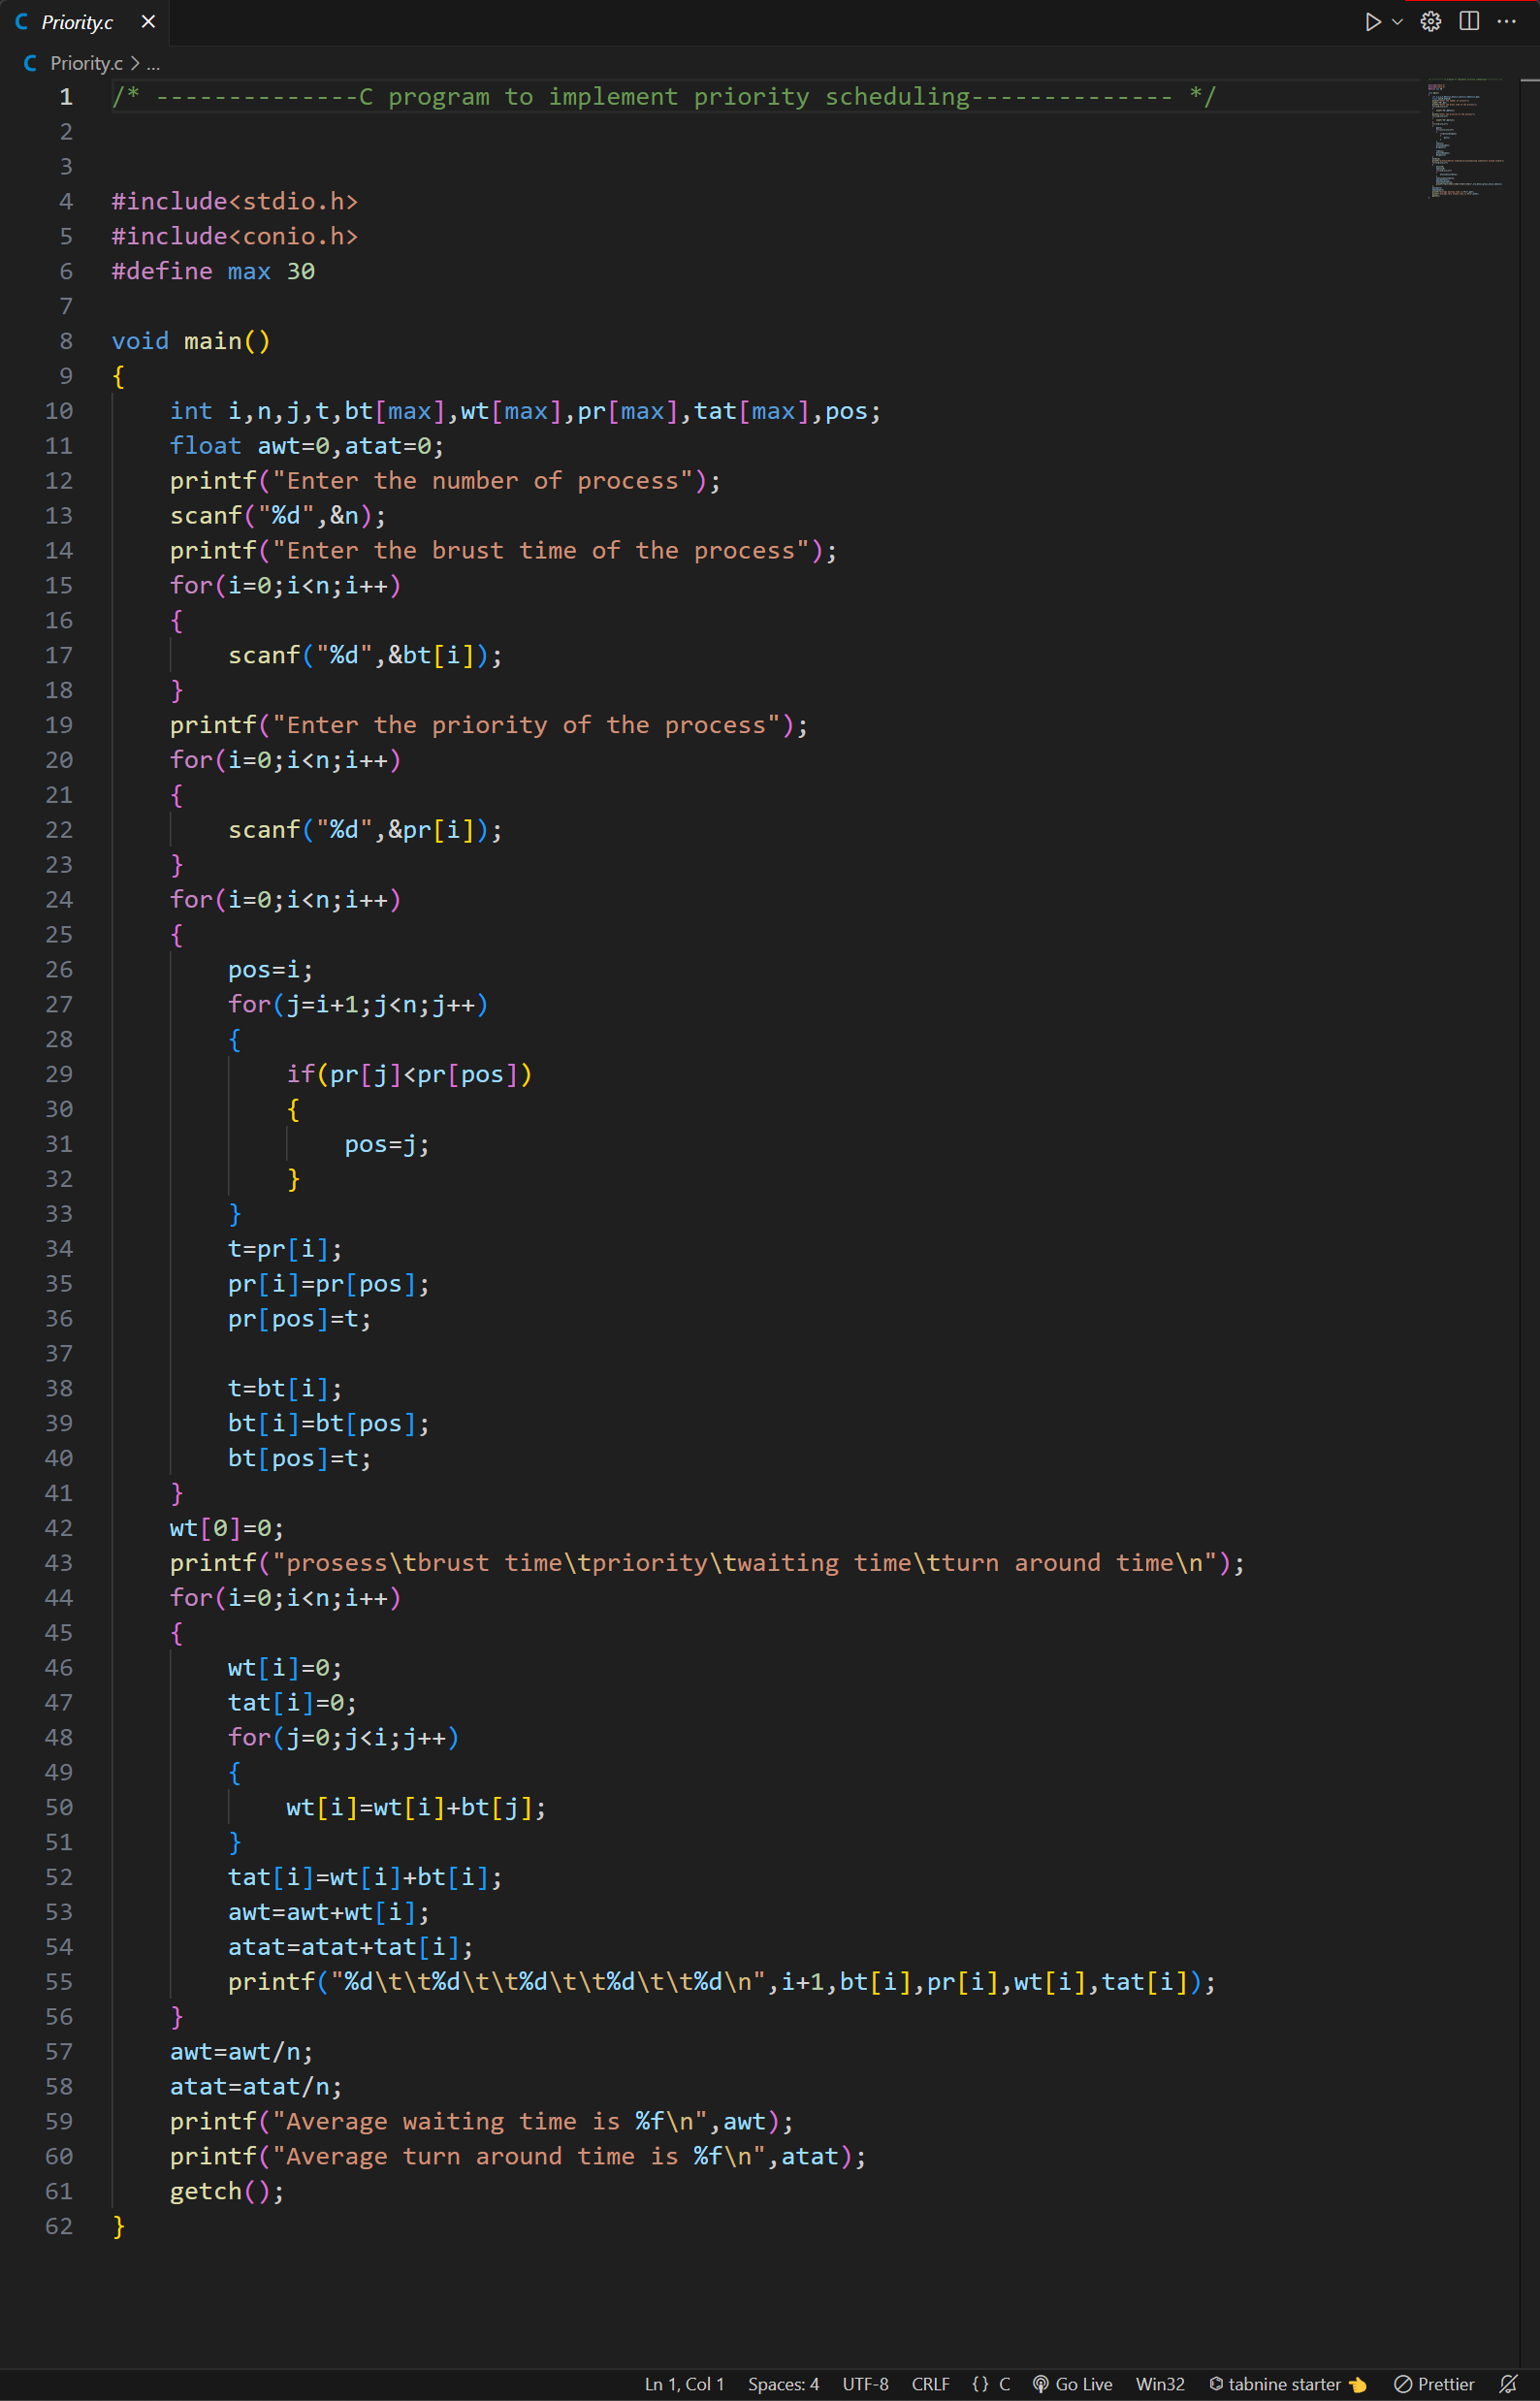 Priority.c
Priority.c > ...
1 /* --------------C program to implement priority scheduling-------------- */
2
3
4 #include<stdio.h>
5 #include<conio.h>
6 #define max 30
7
8 void main()
9 {
10     int i,n,j,t,bt[max],wt[max],pr[max],tat[max],pos;
11     float awt=0,atat=0;
12     printf("Enter the number of process");
13     scanf("%d",&n);
14     printf("Enter the brust time of the process");
15     for(i=0;i<n;i++)
16     {
17         scanf("%d",&bt[i]);
18     }
19     printf("Enter the priority of the process");
20     for(i=0;i<n;i++)
21     {
22         scanf("%d",&pr[i]);
23     }
24     for(i=0;i<n;i++)
25     {
26         pos=i;
27         for(j=i+1;j<n;j++)
28         {
29             if(pr[j]<pr[pos])
30             {
31                 pos=j;
32             }
33         }
34         t=pr[i];
35         pr[i]=pr[pos];
36         pr[pos]=t;
37
38         t=bt[i];
39         bt[i]=bt[pos];
40         bt[pos]=t;
41     }
42     wt[0]=0;
43     printf("prosess\tbrust time\tpriority\twaiting time\tturn around time\n");
44     for(i=0;i<n;i++)
45     {
46         wt[i]=0;
47         tat[i]=0;
48         for(j=0;j<i;j++)
49         {
50             wt[i]=wt[i]+bt[j];
51         }
52         tat[i]=wt[i]+bt[i];
53         awt=awt+wt[i];
54         atat=atat+tat[i];
55         printf("%d\t\t%d\t\t%d\t\t%d\t\t%d\n",i+1,bt[i],pr[i],wt[i],tat[i]);
56     }
57     awt=awt/n;
58     atat=atat/n;
59     printf("Average waiting time is %f\n",awt);
60     printf("Average turn around time is %f\n",atat);
61     getch();
62 }
Ln 1, Col 1 Spaces: 4 UTF-8 CRLF {} C Go Live Win32 tabnine starter 👈 Prettier